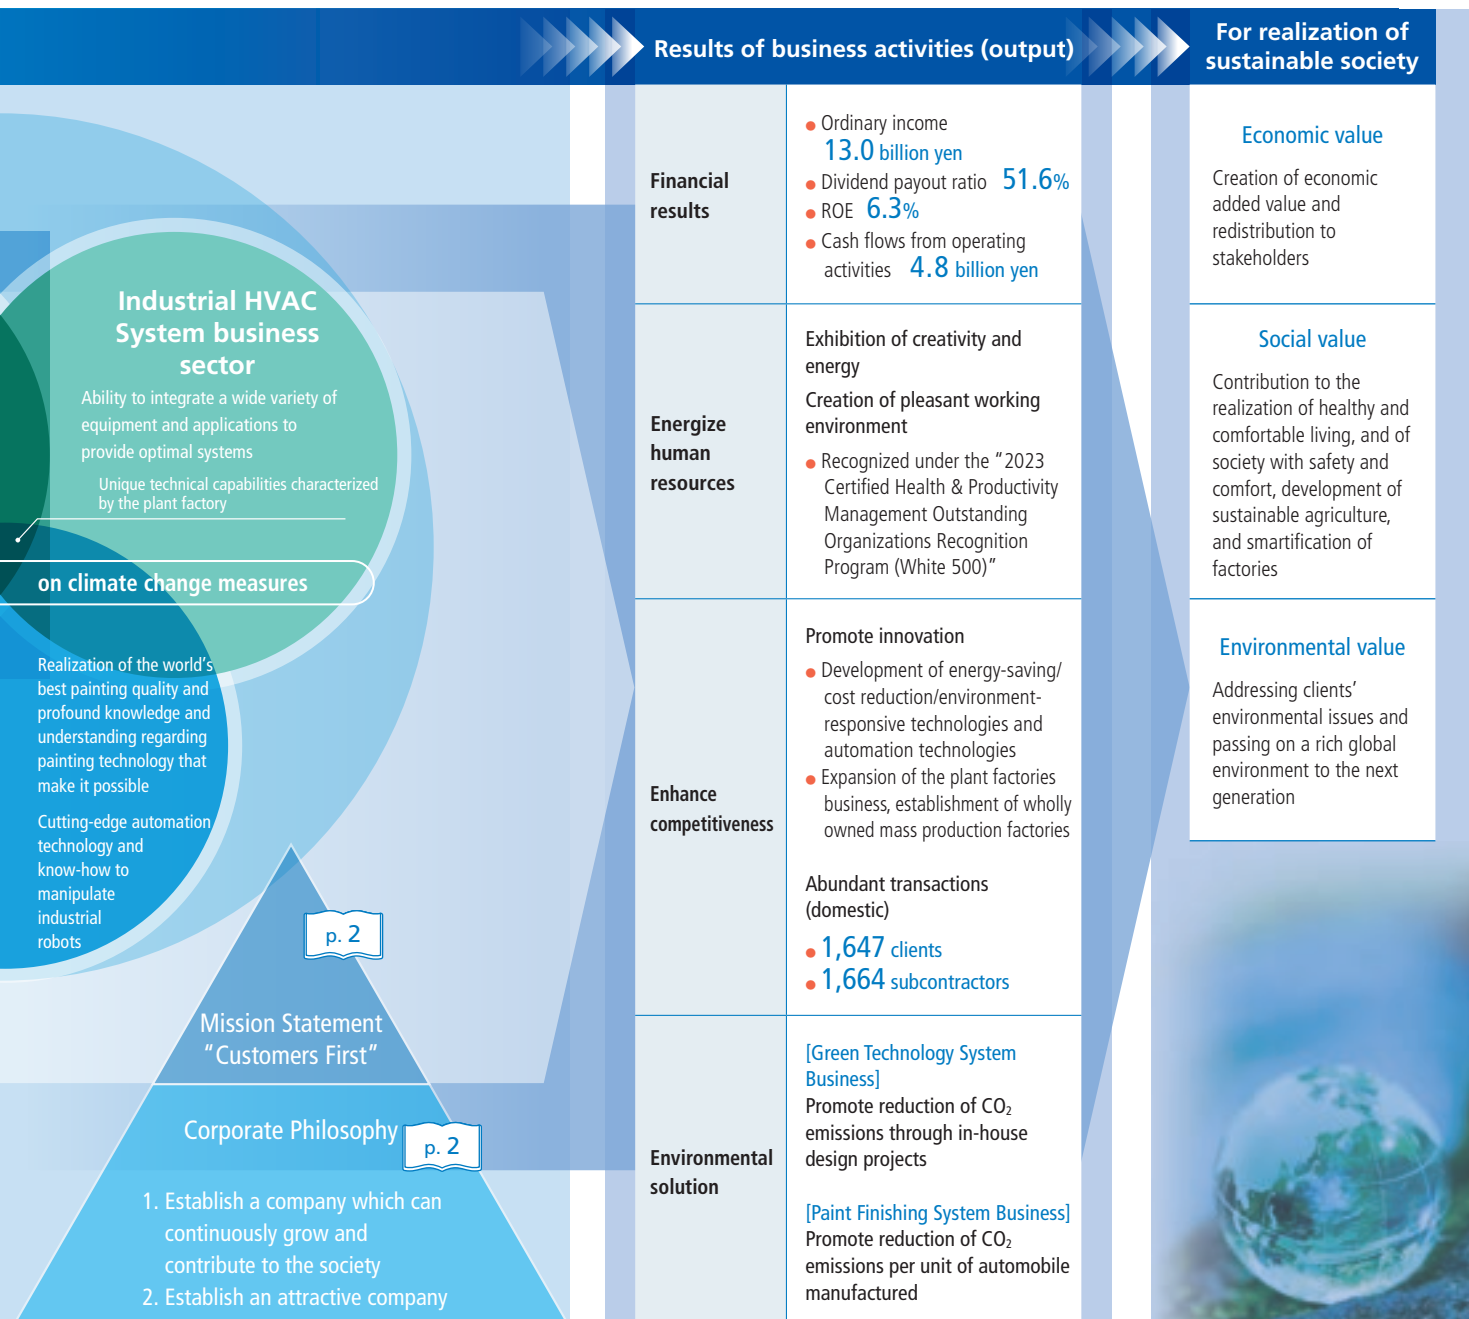 Results of business activities (output)
For realization of
sustainable society
Industrial HVAC
System business
sector
Ability to integrate a wide variety of
equipment and applications to
provide optimal systems
Unique technical capabilities characterized
by the plant factory
on climate change measures
Realization of the world's
best painting quality and
profound knowledge and
understanding regarding
painting technology that
make it possible
Cutting-edge automation
technology and
know-how to
manipulate
industrial
robots
p. 2
Mission Statement
“Customers First”
Corporate Philosophy
p. 2
1. Establish a company which can
continuously grow and
contribute to the society
2. Establish an attractive company
Financial
results
● Ordinary income
13.0 billion yen
● Dividend payout ratio 51.6%
● ROE 6.3%
● Cash flows from operating
activities 4.8 billion yen
Energize
human
resources
Exhibition of creativity and
energy
Creation of pleasant working
environment
● Recognized under the “2023
Certified Health & Productivity
Management Outstanding
Organizations Recognition
Program (White 500)”
Enhance
competitiveness
Promote innovation
● Development of energy-saving/
cost reduction/environment-
responsive technologies and
automation technologies
● Expansion of the plant factories
business, establishment of wholly
owned mass production factories
Abundant transactions
(domestic)
● 1,647 clients
● 1,664 subcontractors
Environmental
solution
[Green Technology System
Business]
Promote reduction of CO₂
emissions through in-house
design projects
[Paint Finishing System Business]
Promote reduction of CO₂
emissions per unit of automobile
manufactured
Economic value
Creation of economic
added value and
redistribution to
stakeholders
Social value
Contribution to the
realization of healthy and
comfortable living, and of
society with safety and
comfort, development of
sustainable agriculture,
and smartification of
factories
Environmental value
Addressing clients’
environmental issues and
passing on a rich global
environment to the next
generation